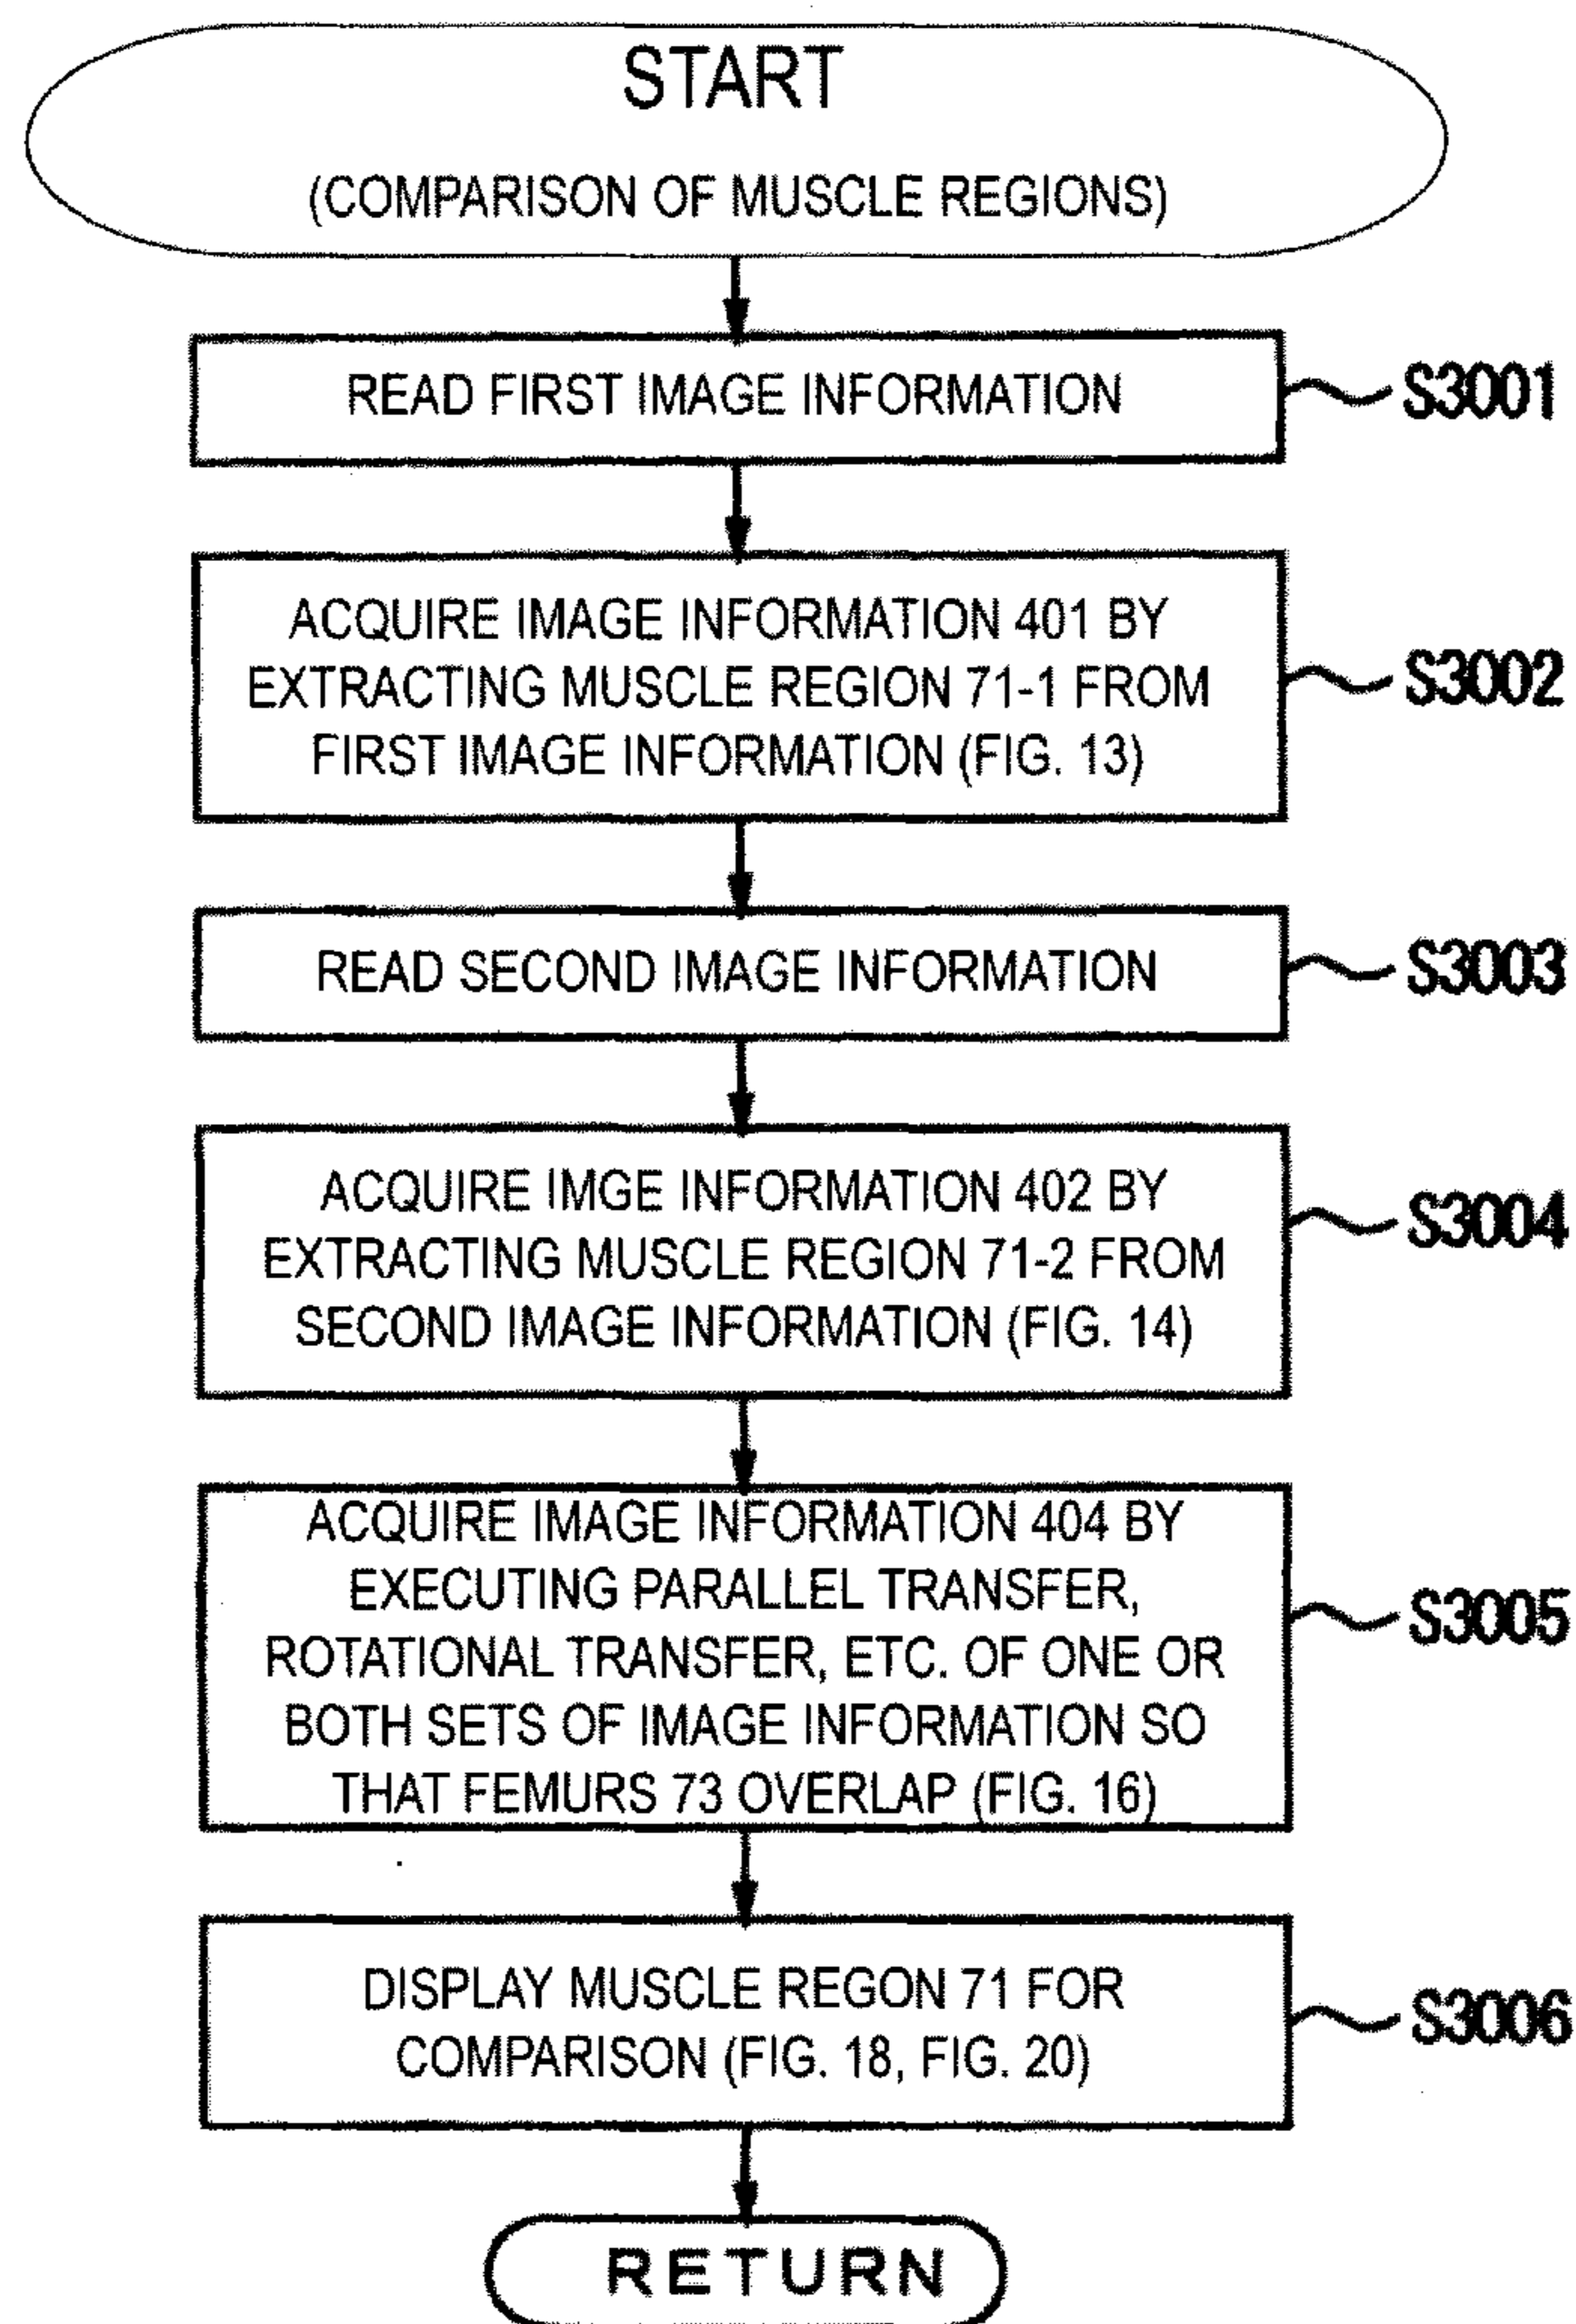 START
(COMPARISON OF MUSCLE REGIONS)
READ FIRST IMAGE INFORMATION
S3001
ACQUIRE IMAGE INFORMATION 401 BY
EXTRACTING MUSCLE REGION 71-1 FROM
FIRST IMAGE INFORMATION (FIG. 13)
S3002
READ SECOND IMAGE INFORMATION
S3003
ACQUIRE IMGE INFORMATION 402 BY
EXTRACTING MUSCLE REGION 71-2 FROM
SECOND IMAGE INFORMATION (FIG. 14)
S3004
ACQUIRE IMAGE INFORMATION 404 BY
EXECUTING PARALLEL TRANSFER,
ROTATIONAL TRANSFER, ETC. OF ONE OR
BOTH SETS OF IMAGE INFORMATION SO
THAT FEMURS 73 OVERLAP (FIG. 16)
S3005
DISPLAY MUSCLE REGON 71 FOR
COMPARISON (FIG. 18, FIG. 20)
S3006
RETURN